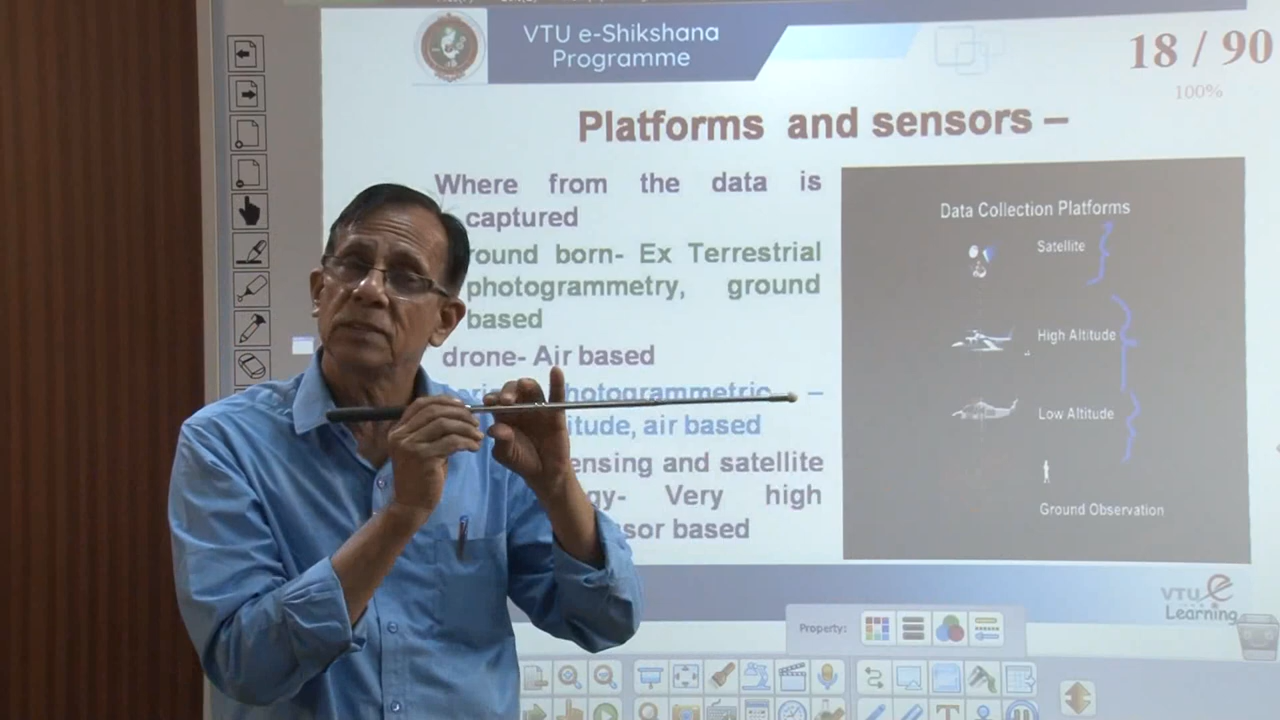 VTU e-Shikshana
Programme
18 / 90
100%
Platforms and sensors –
Where from the data is
captured
round born- Ex Terrestrial
photogrammetry, ground
based
drone- Air based
hotogrammetric –
itude, air based
ensing and satellite
gy- Very high
sor based
Data Collection Platforms
Satellite
High Altitude
Low Altitude
Ground Observation
VTU e
Learning
Property: